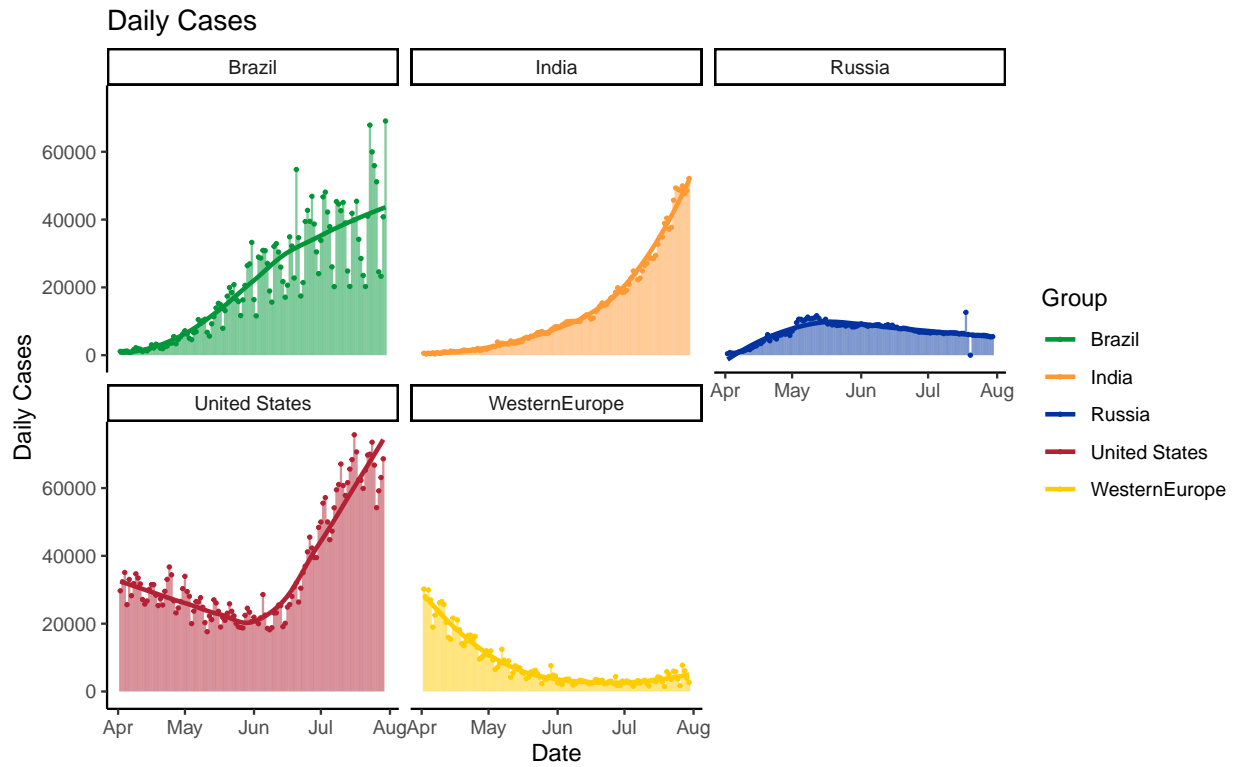 Daily Cases
Brazil
India
Russia
60000
40000
20000
0
Apr May Jun Jul Aug
United States
WesternEurope
60000
40000
20000
0
Apr May Jun Jul Aug
Apr May Jun Jul Aug
Daily Cases
Date
Group
Brazil
India
Russia
United States
WesternEurope